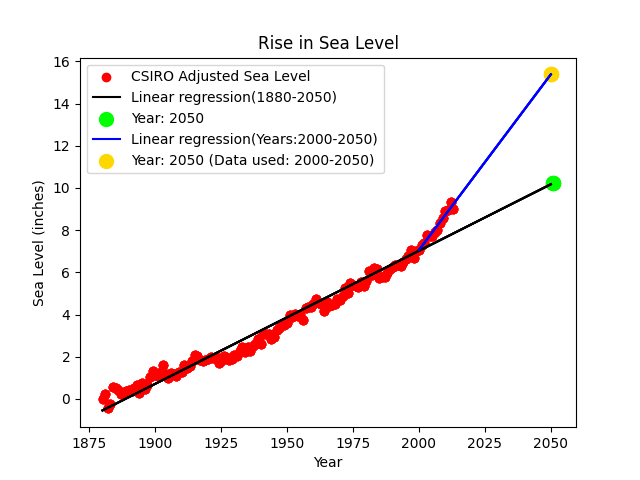 Rise in Sea Level
16
14
12
10
8
6
4
2
0
Sea Level (inches)
CSIRO Adjusted Sea Level
Linear regression(1880-2050)
Year: 2050
Linear regression(Years:2000-2050)
Year: 2050 (Data used: 2000-2050)
1875 1900 1925 1950 1975 2000 2025 2050
Year